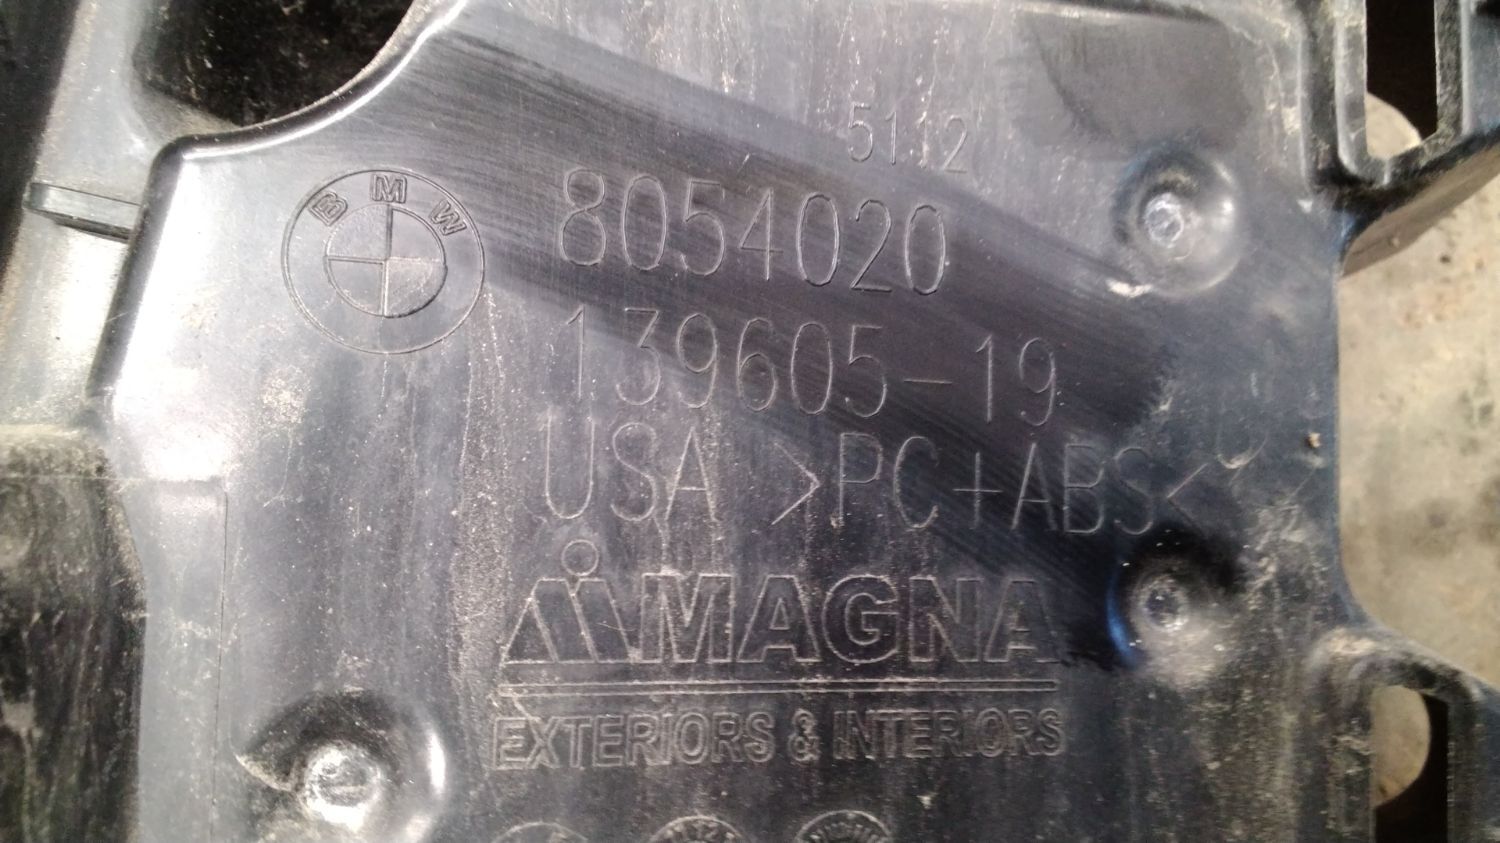 BMW
5112
8054020
139605-19
USA >PC+ABS<
MAGNA
EXTERIORS & INTERIORS